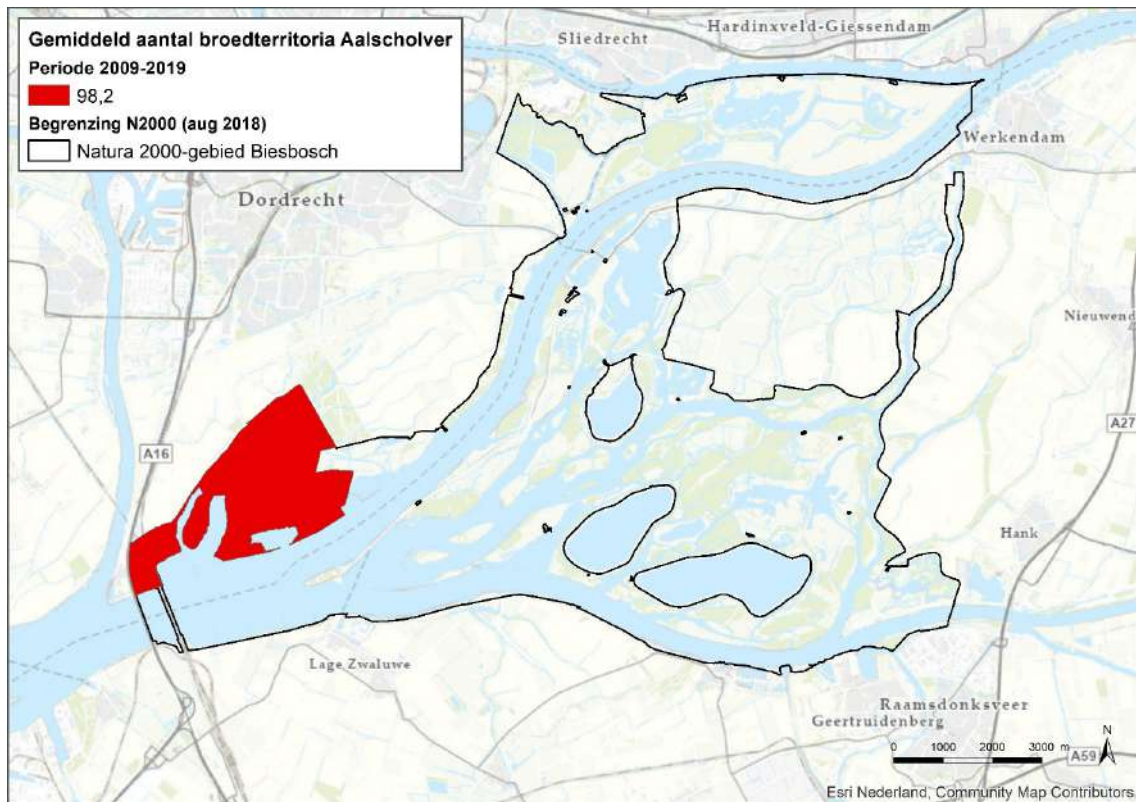 Gemiddeld aantal broedterritoria Aalscholver
Periode 2009-2019
98,2
Begrenzing N2000 (aug 2018)
Natura 2000-gebied Biesbosch
Hardinxveld-Giessendam
Sliedrecht
Werkendam
Dordrecht
Nieuwend
A27
A16
Hank
Lage Zwaluwe
Raamsdonksveer
Geertruidenberg
N
0 1000 2000 3000 m
A59
Esri Nederland, Community Map Contributors